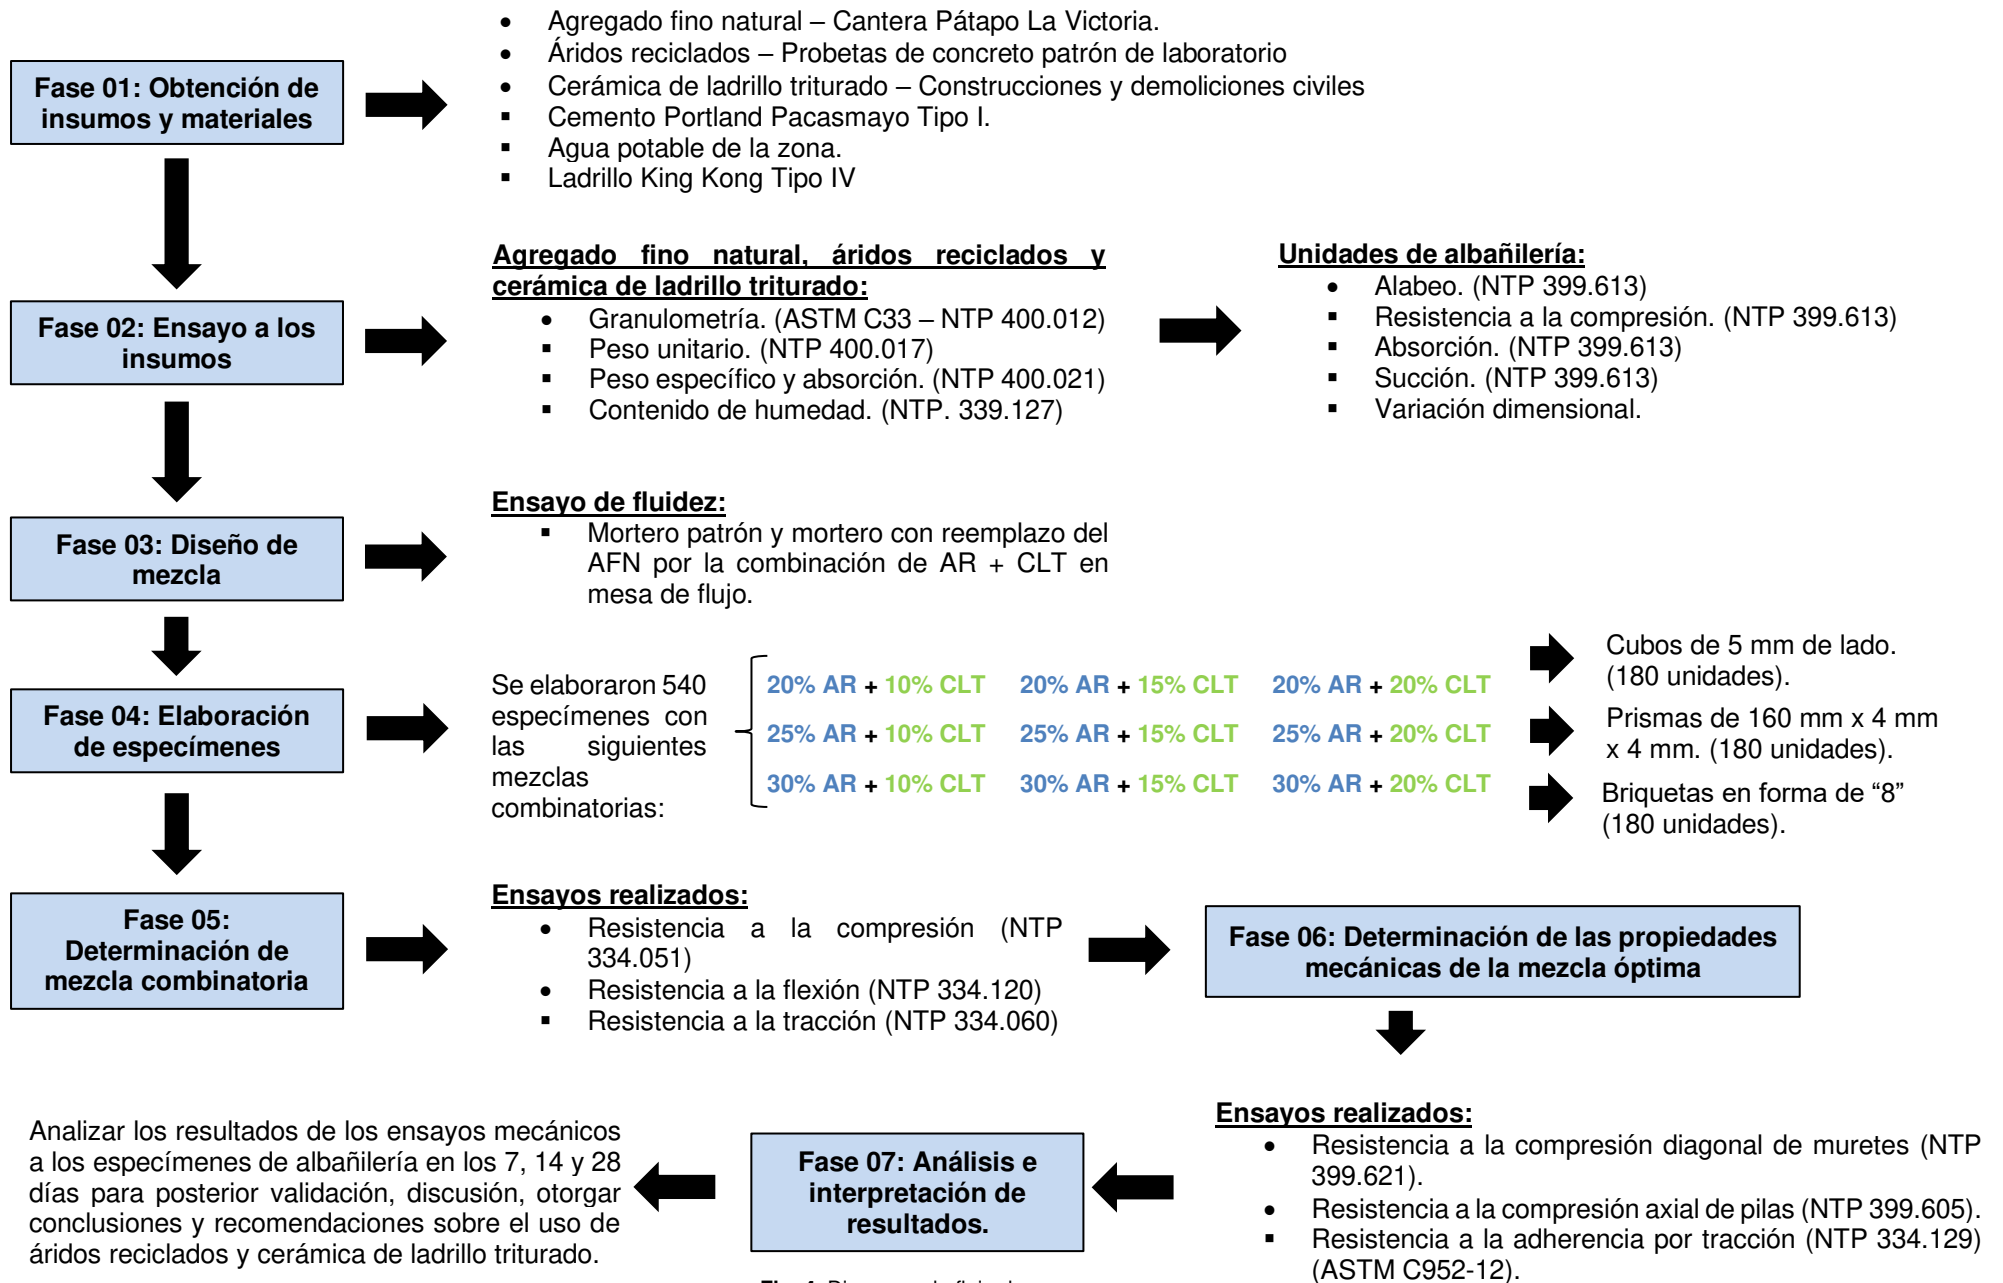 • Agregado fino natural – Cantera Pátapo La Victoria.
• Áridos reciclados – Probetas de concreto patrón de laboratorio
• Cerámica de ladrillo triturado – Construcciones y demoliciones civiles
▪ Cemento Portland Pacasmayo Tipo I.
▪ Agua potable de la zona.
▪ Ladrillo King Kong Tipo IV
Fase 01: Obtención de
insumos y materiales
Fase 02: Ensayo a los
insumos
Agregado fino natural, áridos reciclados y
cerámica de ladrillo triturado:
• Granulometría. (ASTM C33 – NTP 400.012)
▪ Peso unitario. (NTP 400.017)
▪ Peso específico y absorción. (NTP 400.021)
▪ Contenido de humedad. (NTP. 339.127)
Unidades de albañilería:
• Alabeo. (NTP 399.613)
▪ Resistencia a la compresión. (NTP 399.613)
▪ Absorción. (NTP 399.613)
▪ Succión. (NTP 399.613)
▪ Variación dimensional.
Fase 03: Diseño de
mezcla
Ensayo de fluidez:
▪ Mortero patrón y mortero con reemplazo del
AFN por la combinación de AR + CLT en
mesa de flujo.
Fase 04: Elaboración
de especímenes
Se elaboraron 540
especímenes con
las siguientes
mezclas
combinatorias:
20% AR + 10% CLT 20% AR + 15% CLT 20% AR + 20% CLT
25% AR + 10% CLT 25% AR + 15% CLT 25% AR + 20% CLT
30% AR + 10% CLT 30% AR + 15% CLT 30% AR + 20% CLT
Cubos de 5 mm de lado.
(180 unidades).
Prismas de 160 mm x 4 mm
x 4 mm. (180 unidades).
Briquetas en forma de “8”
(180 unidades).
Fase 05:
Determinación de
mezcla combinatoria
Ensayos realizados:
• Resistencia a la compresión (NTP
334.051)
• Resistencia a la flexión (NTP 334.120)
▪ Resistencia a la tracción (NTP 334.060)
Fase 06: Determinación de las propiedades
mecánicas de la mezcla óptima
Ensayos realizados:
• Resistencia a la compresión diagonal de muretes (NTP
399.621).
• Resistencia a la compresión axial de pilas (NTP 399.605).
▪ Resistencia a la adherencia por tracción (NTP 334.129)
(ASTM C952-12).
Fase 07: Análisis e
interpretación de
resultados.
Analizar los resultados de los ensayos mecánicos
a los especímenes de albañilería en los 7, 14 y 28
días para posterior validación, discusión, otorgar
conclusiones y recomendaciones sobre el uso de
áridos reciclados y cerámica de ladrillo triturado.